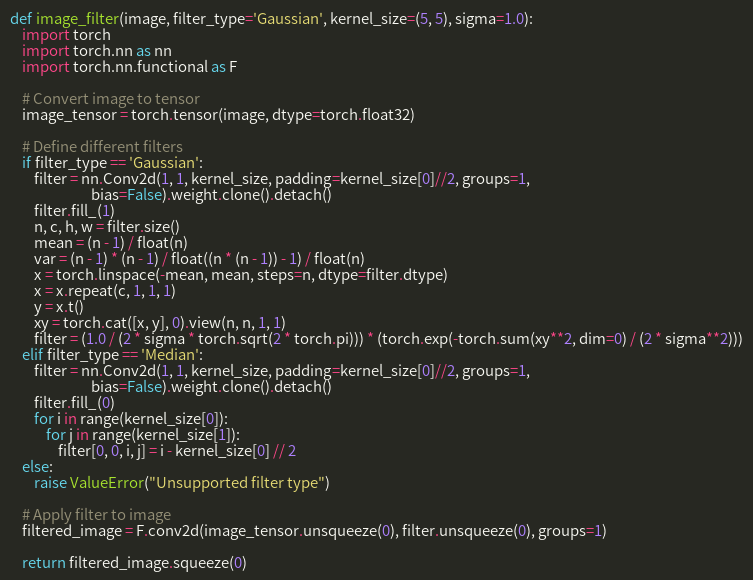 def image_filter(image, filter_type='Gaussian', kernel_size=(5, 5), sigma=1.0):
    import torch
    import torch.nn as nn
    import torch.nn.functional as F

    # Convert image to tensor
    image_tensor = torch.tensor(image, dtype=torch.float32)

    # Define different filters
    if filter_type == 'Gaussian':
        filter = nn.Conv2d(1, 1, kernel_size, padding=kernel_size[0]//2, groups=1,
                           bias=False).weight.clone().detach()
        filter.fill_(1)
        n, c, h, w = filter.size()
        mean = (n - 1) / float(n)
        var = (n - 1) * (n - 1) / float((n * (n - 1)) - 1) / float(n)
        x = torch.linspace(-mean, mean, steps=n, dtype=filter.dtype)
        x = x.repeat(c, 1, 1, 1)
        y = x.t()
        xy = torch.cat([x, y], 0).view(n, n, 1, 1)
        filter = (1.0 / (2 * sigma * torch.sqrt(2 * torch.pi))) * (torch.exp(-torch.sum(xy**2, dim=0) / (2 * sigma**2)))
    elif filter_type == 'Median':
        filter = nn.Conv2d(1, 1, kernel_size, padding=kernel_size[0]//2, groups=1,
                           bias=False).weight.clone().detach()
        filter.fill_(0)
        for i in range(kernel_size[0]):
            for j in range(kernel_size[1]):
                filter[0, 0, i, j] = i - kernel_size[0] // 2
    else:
        raise ValueError("Unsupported filter type")

    # Apply filter to image
    filtered_image = F.conv2d(image_tensor.unsqueeze(0), filter.unsqueeze(0), groups=1)

    return filtered_image.squeeze(0)